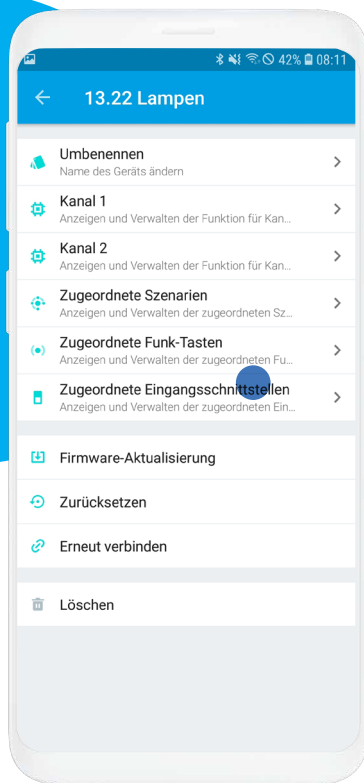 42% 08:11
13.22 Lampen
Umbenennen
Name des Geräts ändern
Kanal 1
Anzeigen und Verwalten der Funktion für Kan...
Kanal 2
Anzeigen und Verwalten der Funktion für Kan...
Zugeordnete Szenarien
Anzeigen und Verwalten der zugeordneten Sz...
Zugeordnete Funk-Tasten
Anzeigen und Verwalten der zugeordneten Fu...
Zugeordnete Eingangsschnittstellen
Anzeigen und Verwalten der zugeordneten Ein...
Firmware-Aktualisierung
Zurücksetzen
Erneut verbinden
Löschen